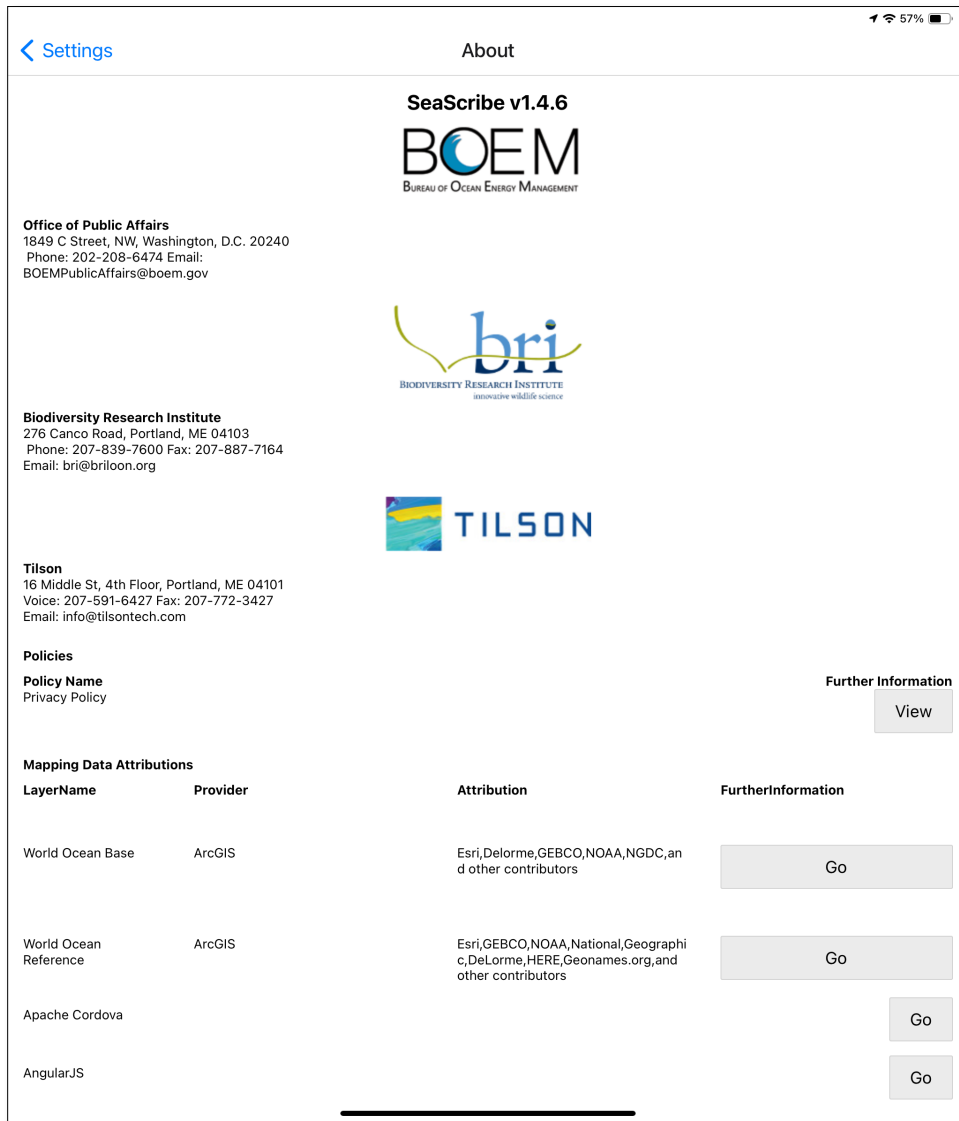 57%
Settings
About
SeaScribe v1.4.6
BOEM
BUREAU OF OCEAN ENERGY MANAGEMENT
Office of Public Affairs
1849 C Street, NW, Washington, D.C. 20240
Phone: 202-208-6474 Email:
BOEMPublicAffairs@boem.gov
bri
BIODIVERSITY RESEARCH INSTITUTE
innovative wildlife science
Biodiversity Research Institute
276 Canco Road, Portland, ME 04103
Phone: 207-839-7600 Fax: 207-887-7164
Email: bri@briloon.org
TILSON
Tilson
16 Middle St, 4th Floor, Portland, ME 04101
Voice: 207-591-6427 Fax: 207-772-3427
Email: info@tilsontech.com
Policies
Policy Name Further Information
Privacy Policy
View
Mapping Data Attributions
LayerName Provider Attribution FurtherInformation
World Ocean Base ArcGIS Esri,Delorme,GEBCO,NOAA,NGDC,an
d other contributors
Go
World Ocean ArcGIS Esri,GEBCO,NOAA,National,Geographi
Reference c,DeLorme,HERE,Geonames.org,and
other contributors
Go
Apache Cordova
Go
AngularJS
Go